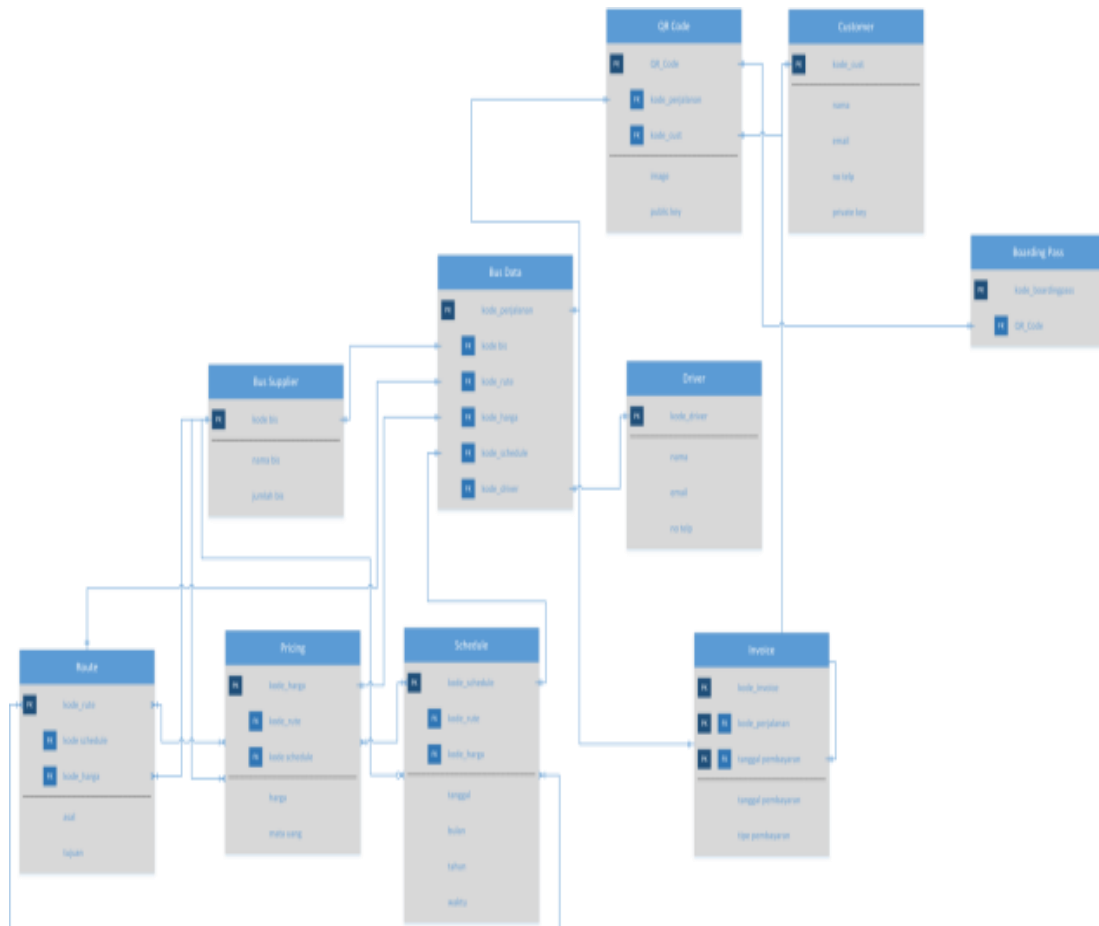 QR Code
PK QR_Code
FK kode_perjalanan
FK kode_cust
image
public key
Customer
PK kode_cust
nama
email
no telp
private key
Boarding Pass
PK kode_boardingpass
FK QR_Code
Bus Data
PK kode_perjalanan
FK kode bis
FK kode_rute
FK kode_harga
FK kode_schedule
FK kode_driver
Bus Supplier
PK kode bis
nama bis
jumlah bis
Driver
PK kode_driver
nama
email
no telp
Route
PK kode_rute
FK kode schedule
FK kode_harga
asal
tujuan
Pricing
PK kode_harga
FK kode_rute
FK kode schedule
harga
mata uang
Schedule
PK kode_schedule
FK kode_rute
FK kode_harga
tanggal
bulan
tahun
waktu
Invoice
PK kode_invoice
PK FK kode_perjalanan
PK FK tanggal pembayaran
tanggal pembayaran
tipe pembayaran